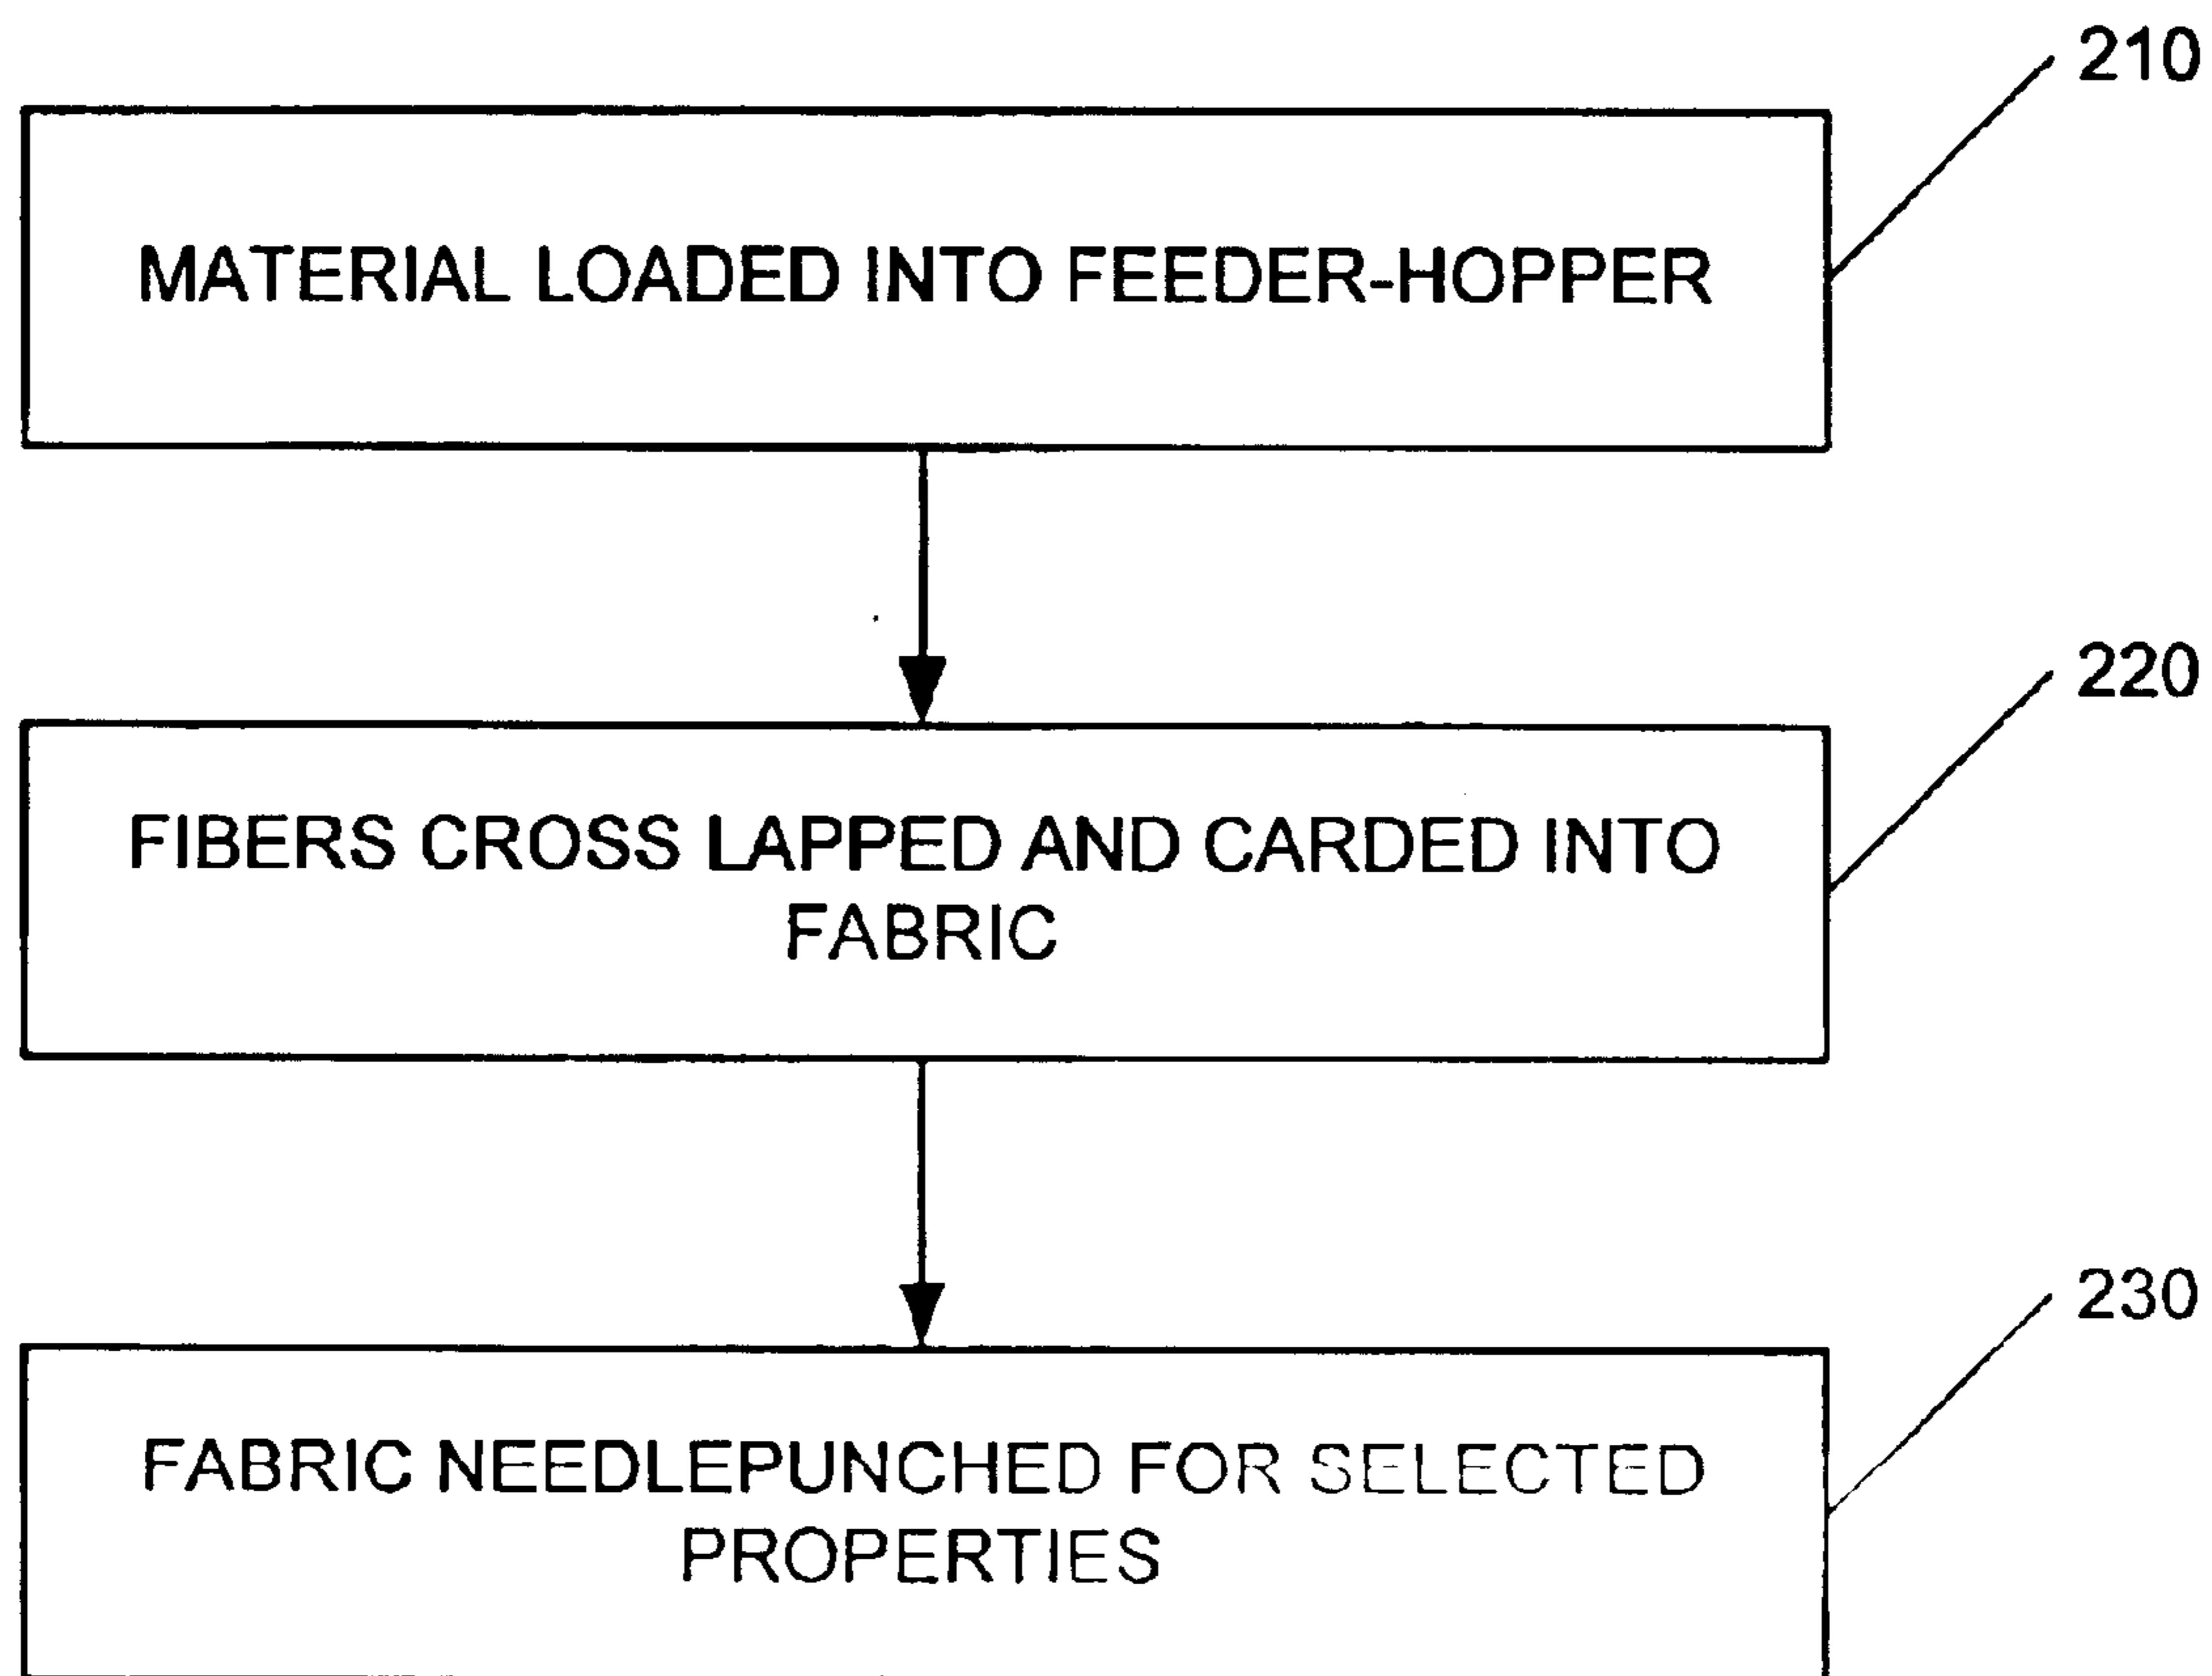 210
MATERIAL LOADED INTO FEEDER-HOPPER
220
FIBERS CROSS LAPPED AND CARDED INTO
FABRIC
230
FABRIC NEEDLEPUNCHED FOR SELECTED
PROPERTIES